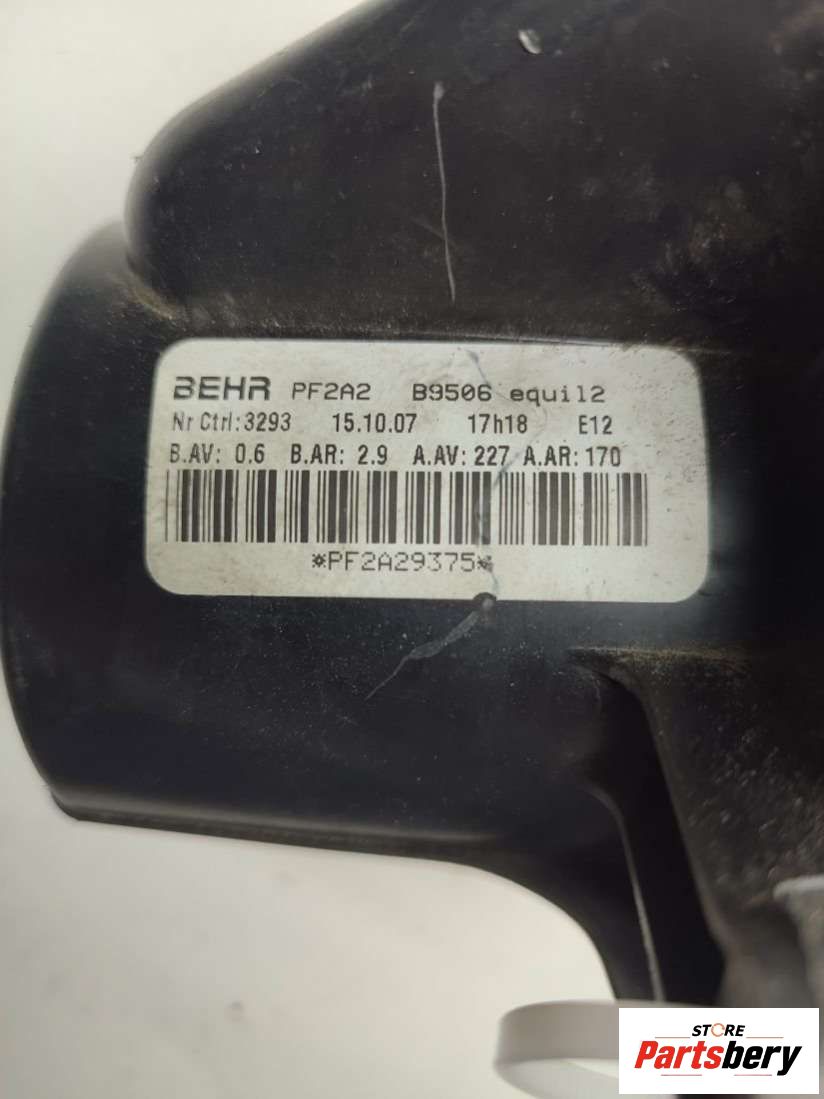 BEHR PF2A2 B9506 equil2
Nr Ctrl:3293 15.10.07 17h18 E12
B.AV: 0.6 B.AR: 2.9 A.AV: 227 A.AR: 170
*PF2A29375*
STORE
Partsbery